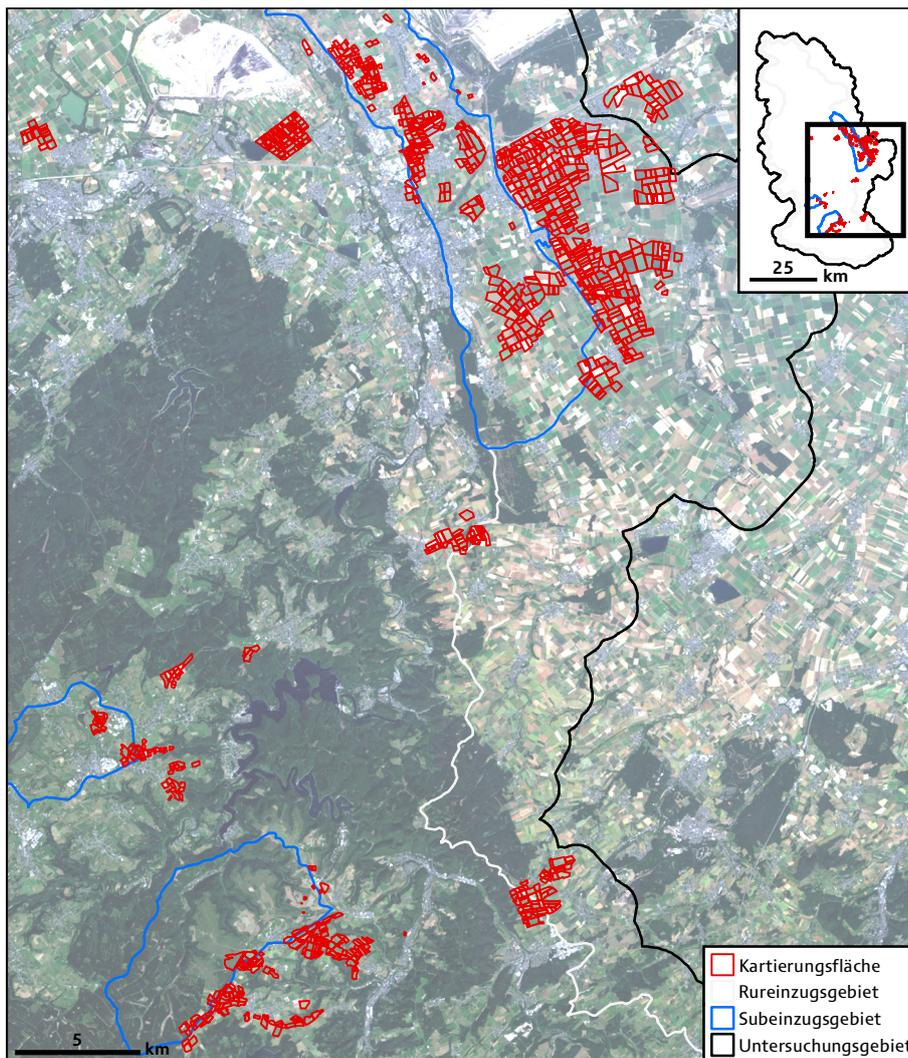 25 km
Kartierungsfläche
Rureinzugsgebiet
Subeinzugsgebiet
Untersuchungsgebiet
5 km